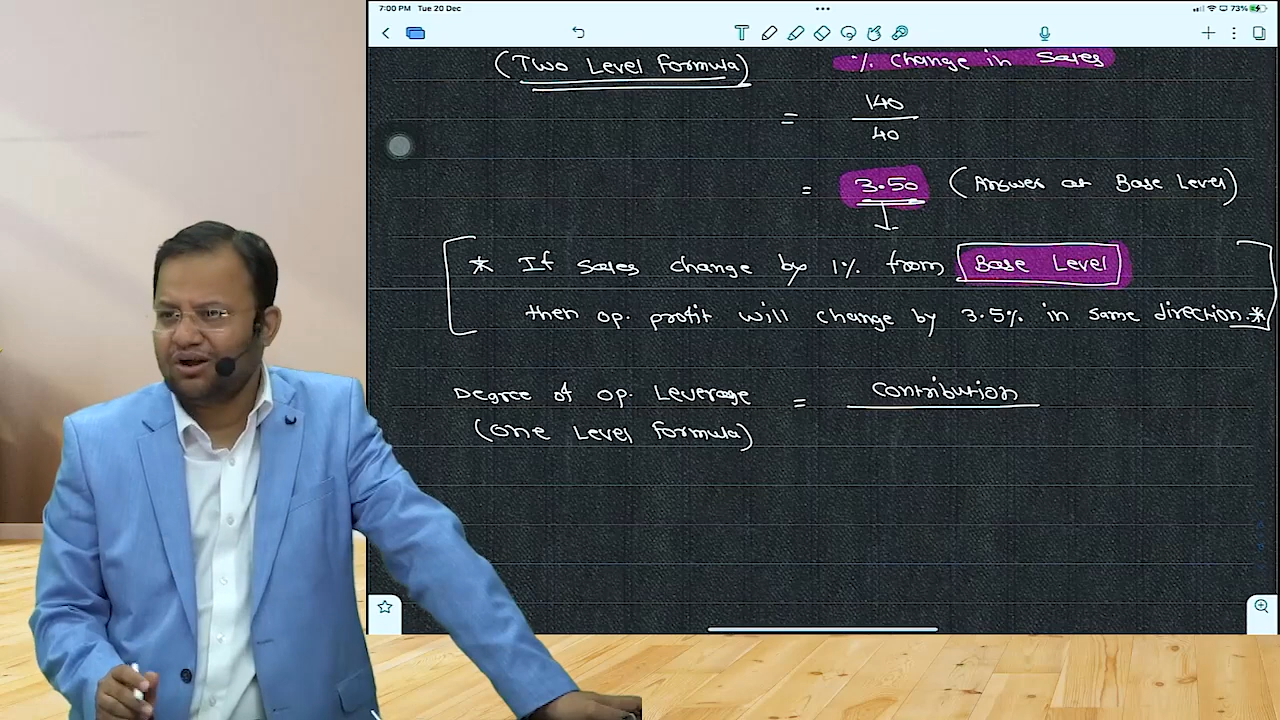 7:00 PM Tue 20 Dec
73%
(Two Level Formula)
% Change in Sales
= 140
40
= 3.50 (Answer at Base Level)
* If sales change by 1% from Base Level
then op. profit will change by 3.5% in same direction.*
Degree of op. Leverage = Contribution
(One Level Formula)